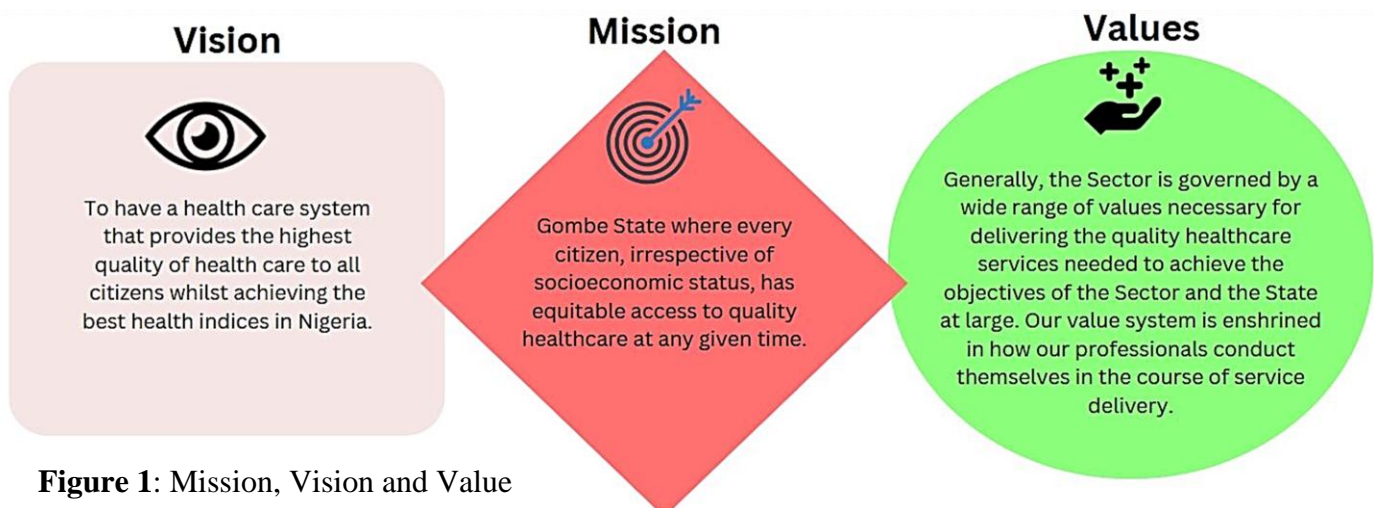 Vision
To have a health care system
that provides the highest
quality of health care to all
citizens whilst achieving the
best health indices in Nigeria.
Mission
Gombe State where every
citizen, irrespective of
socioeconomic status, has
equitable access to quality
healthcare at any given time.
Values
Generally, the Sector is governed by a
wide range of values necessary for
delivering the quality healthcare
services needed to achieve the
objectives of the Sector and the State
at large. Our value system is enshrined
in how our professionals conduct
themselves in the course of service
delivery.
Figure 1: Mission, Vision and Value